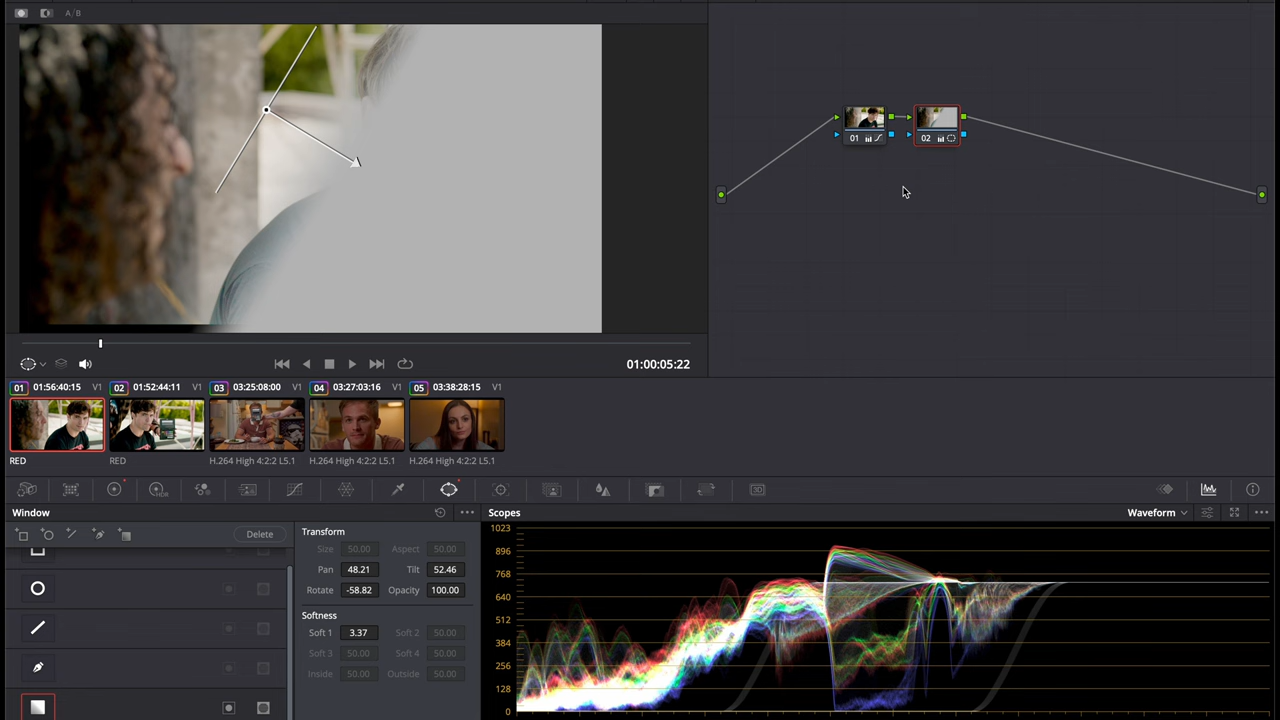 A/B
01 02
01:00:05:22
01 01:56:40:15 V1 02 01:52:44:11 V1 03 03:25:08:00 V1 04 03:27:03:16 V1 05 03:38:28:15 V1
RED RED H.264 High 4:2:2 L5.1 H.264 High 4:2:2 L5.1 H.264 High 4:2:2 L5.1
HDR 3D
Window Scopes Waveform
Delete
Transform
Size 50.00 Aspect 50.00
Pan 48.21 Tilt 52.46
Rotate -58.82 Opacity 100.00
Softness
Soft 1 3.37 Soft 2 50.00
Soft 3 50.00 Soft 4 50.00
Inside 50.00 Outside 50.00
1023
896
768
640
512
384
256
128
0